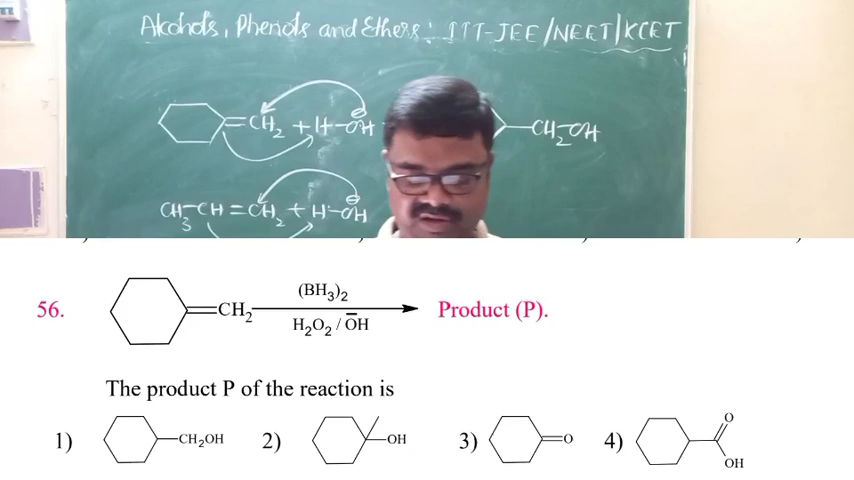 Alcohols, Phenols and Ethers: IIT-JEE/NEET/KCET
=CH2 + H-OH
-CH2-OH
CH3-CH=CH2 + H-OH
56.
CH2
(BH3)2
H2O2 / ŌH
Product (P).
The product P of the reaction is
1) CH2OH 2) OH 3) O 4) O OH